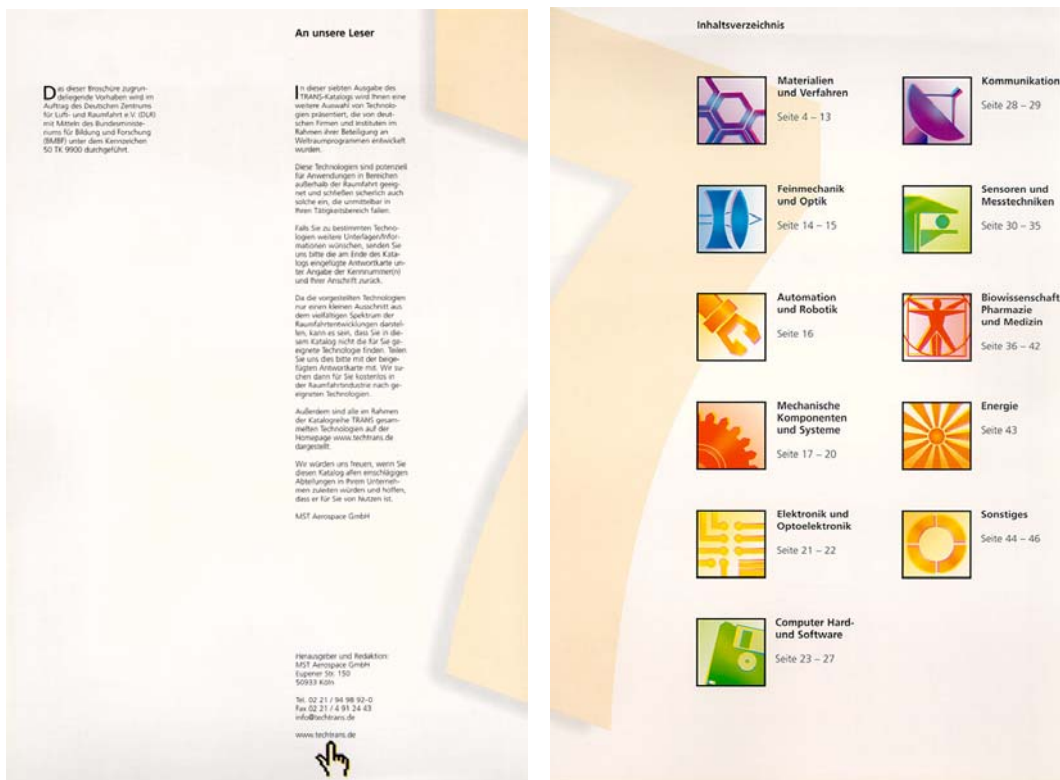 An unsere Leser
Das dieser Broschüre zugrun-
deliegende Vorhaben wird im
Auftrag des Deutschen Zentrums
für Luft- und Raumfahrt e.V. (DLR)
mit Mitteln des Bundesministe-
riums für Bildung und Forschung
(BMBF) unter dem Kennzeichen
50 TK 9900 durchgeführt.
In dieser siebten Ausgabe des
TRANS-Katalogs wird Ihnen eine
weitere Auswahl von Technolo-
gien präsentiert, die von deut-
schen Firmen und Instituten im
Rahmen ihrer Beteiligung an
Weltraumprogrammen entwickelt
wurden.
Diese Technologien sind potenziell
für Anwendungen in Bereichen
außerhalb der Raumfahrt geeig-
net und schließen sicherlich auch
solche ein, die unmittelbar in
Ihren Tätigkeitsbereich fallen.
Falls Sie zu bestimmten Techno-
logien weitere Unterlagen/Infor-
mationen wünschen, senden Sie
uns bitte die am Ende des Kata-
logs eingefügte Antwortkarte un-
ter Angabe der Kennnummer(n)
und Ihrer Anschrift zurück.
Da die vorgestellten Technologien
nur einen kleinen Ausschnitt aus
dem vielfältigen Spektrum der
Raumfahrtentwicklungen darstel-
len, kann es sein, dass Sie in die-
sem Katalog nicht die für Sie ge-
eignete Technologie finden. Teilen
Sie uns dies bitte mit der beige-
fügten Antwortkarte mit. Wir su-
chen dann für Sie kostenlos in
der Raumfahrtindustrie nach ge-
eigneten Technologien.
Außerdem sind alle im Rahmen
der Katalogreihe TRANS gesam-
melten Technologien auf der
Homepage www.techtrans.de
dargestellt.
Wir würden uns freuen, wenn Sie
diesen Katalog allen einschlägigen
Abteilungen in Ihrem Unterneh-
men zuleiten würden und hoffen,
dass er für Sie von Nutzen ist.
MST Aerospace GmbH
Herausgeber und Redaktion:
MST Aerospace GmbH
Eupener Str. 150
50933 Köln
Tel. 02 21 / 94 98 92-0
Fax 02 21 / 4 91 24 43
info@techtrans.de
www.techtrans.de
Inhaltsverzeichnis
Materialien
und Verfahren
Seite 4 – 13
Feinmechanik
und Optik
Seite 14 – 15
Automation
und Robotik
Seite 16
Mechanische
Komponenten
und Systeme
Seite 17 – 20
Elektronik und
Optoelektronik
Seite 21 – 22
Computer Hard-
und Software
Seite 23 – 27
Kommunikation
Seite 28 – 29
Sensoren und
Messtechniken
Seite 30 – 35
Biowissenschaft
Pharmazie
und Medizin
Seite 36 – 42
Energie
Seite 43
Sonstiges
Seite 44 – 46